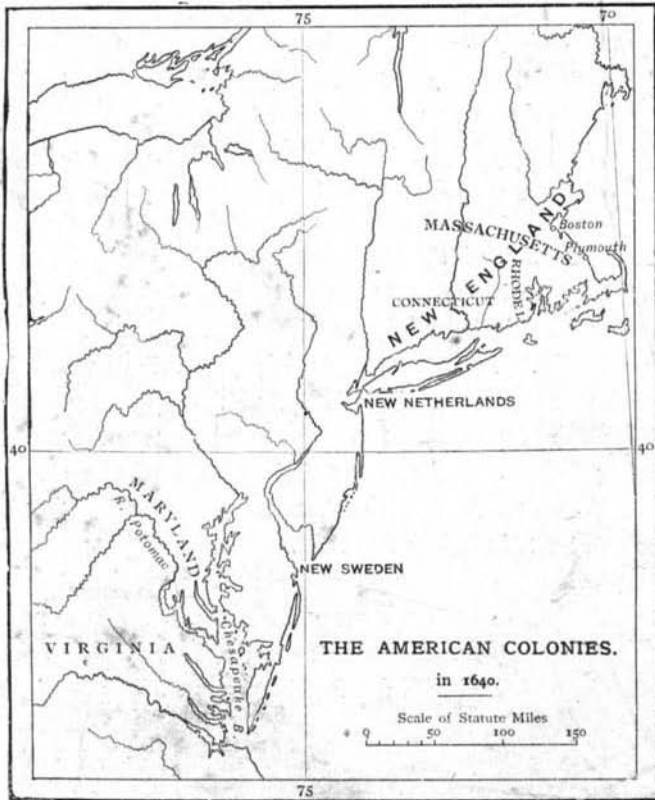 75
70
NEW ENGLAND
MASSACHUSETTS
Boston
Plymouth
RHODE I.
CONNECTICUT
NEW NETHERLANDS
40
40
MARYLAND
R. Potomac
NEW SWEDEN
VIRGINIA
Chesapeake B.
THE AMERICAN COLONIES.
in 1640.
Scale of Statute Miles
0 50 100 150
75